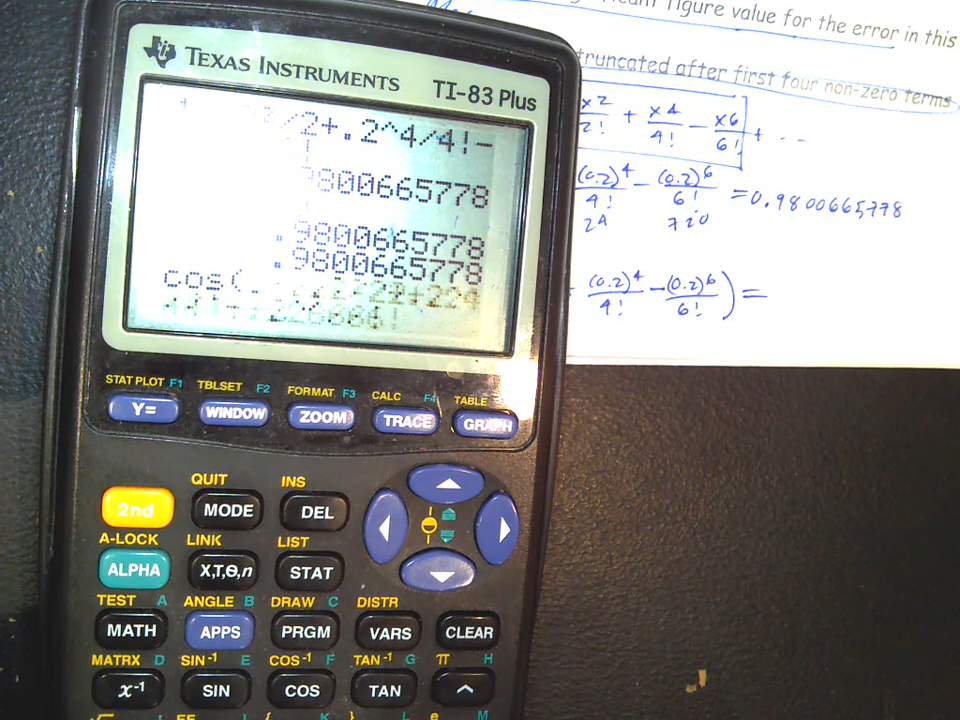 figure value for the error in this
truncated after first four non-zero terms
x2/2! + x4/4! - x6/6! + ...
(0.2)^4/4! - (0.2)^6/6! = 0.9800665778
24 720
(0.2)^4/4! - (0.2)^6/6! ) =
TEXAS INSTRUMENTS TI-83 Plus
/2+.2^4/4!-
9800665778
.9800665778
.9800665778
cos(.
STAT PLOT F1 TBLSET F2 FORMAT F3 CALC F4 TABLE
Y= WINDOW ZOOM TRACE GRAPH
QUIT INS
2nd MODE DEL
A-LOCK LINK LIST
ALPHA X,T,Θ,n STAT
TEST A ANGLE B DRAW C DISTR
MATH APPS PRGM VARS CLEAR
MATRX D SIN-1 E COS-1 F TAN-1 G π H
x-1 SIN COS TAN ^